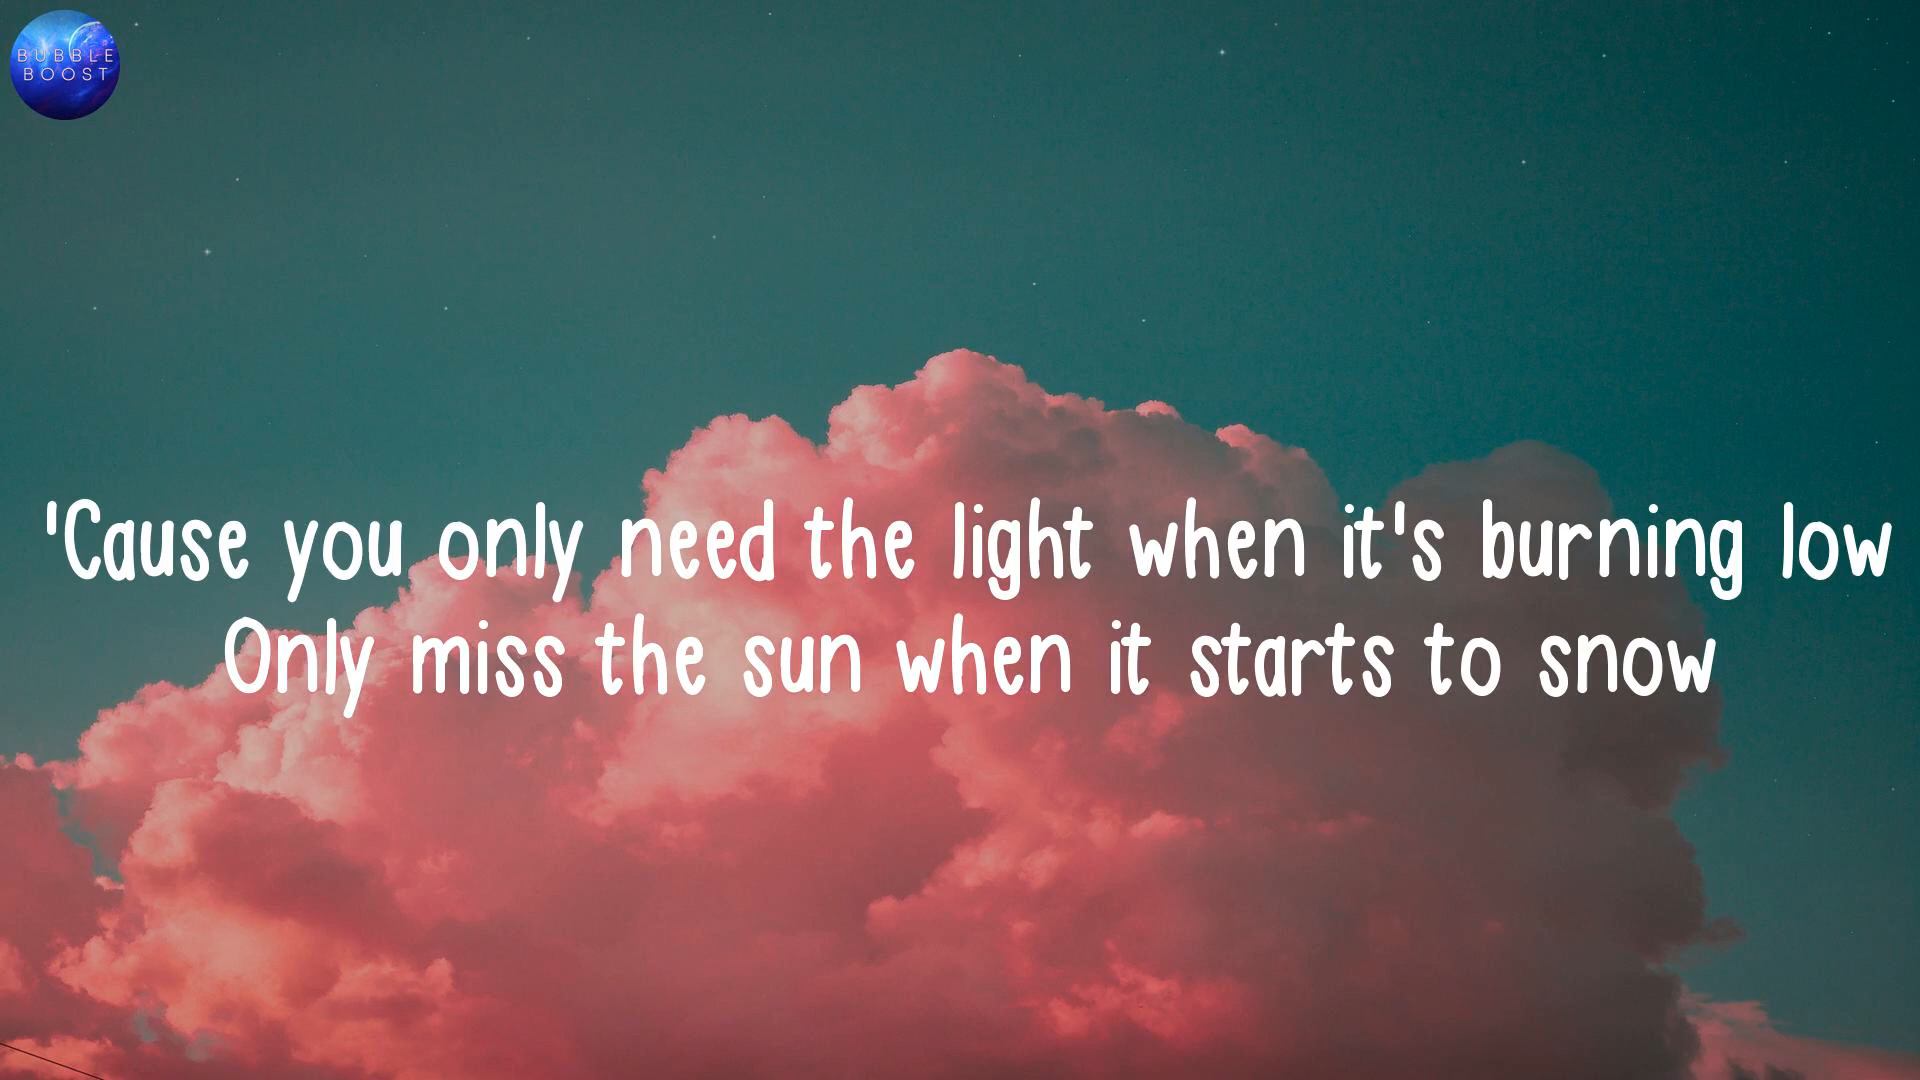 BUBBLE
BOOST
'Cause you only need the light when it's burning low
Only miss the sun when it starts to snow